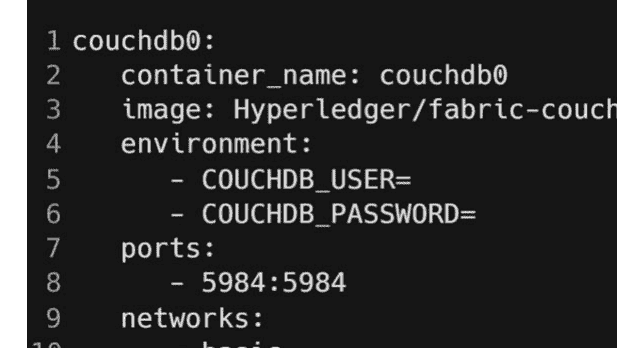 1 couchdb0:
2 container_name: couchdb0
3 image: Hyperledger/fabric-couch
4 environment:
5 - COUCHDB_USER=
6 - COUCHDB_PASSWORD=
7 ports:
8 - 5984:5984
9 networks: